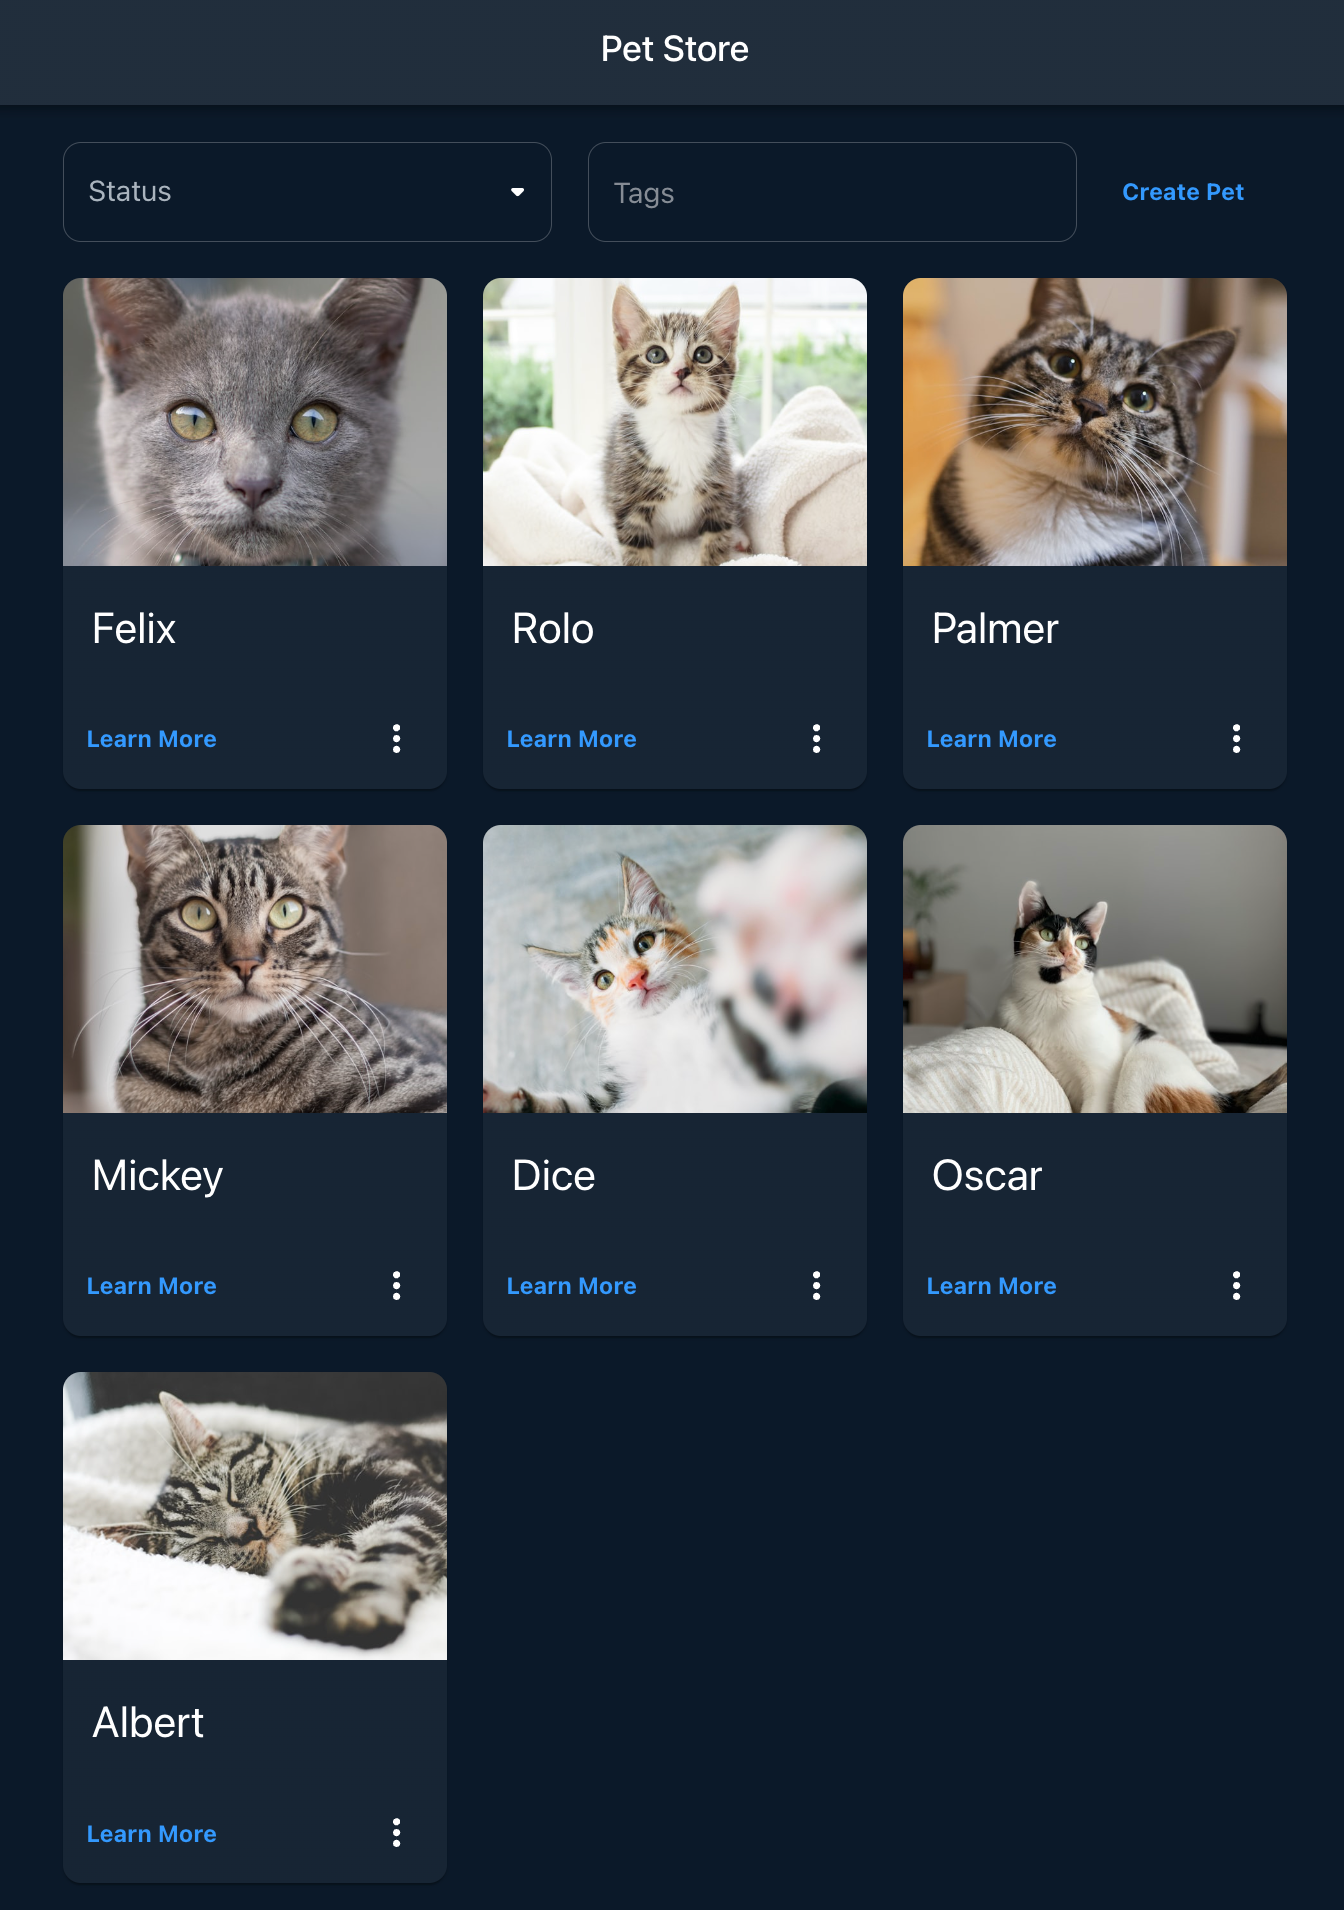 Pet Store
Status
Tags
Create Pet
Felix
Learn More
Rolo
Learn More
Palmer
Learn More
Mickey
Learn More
Dice
Learn More
Oscar
Learn More
Albert
Learn More